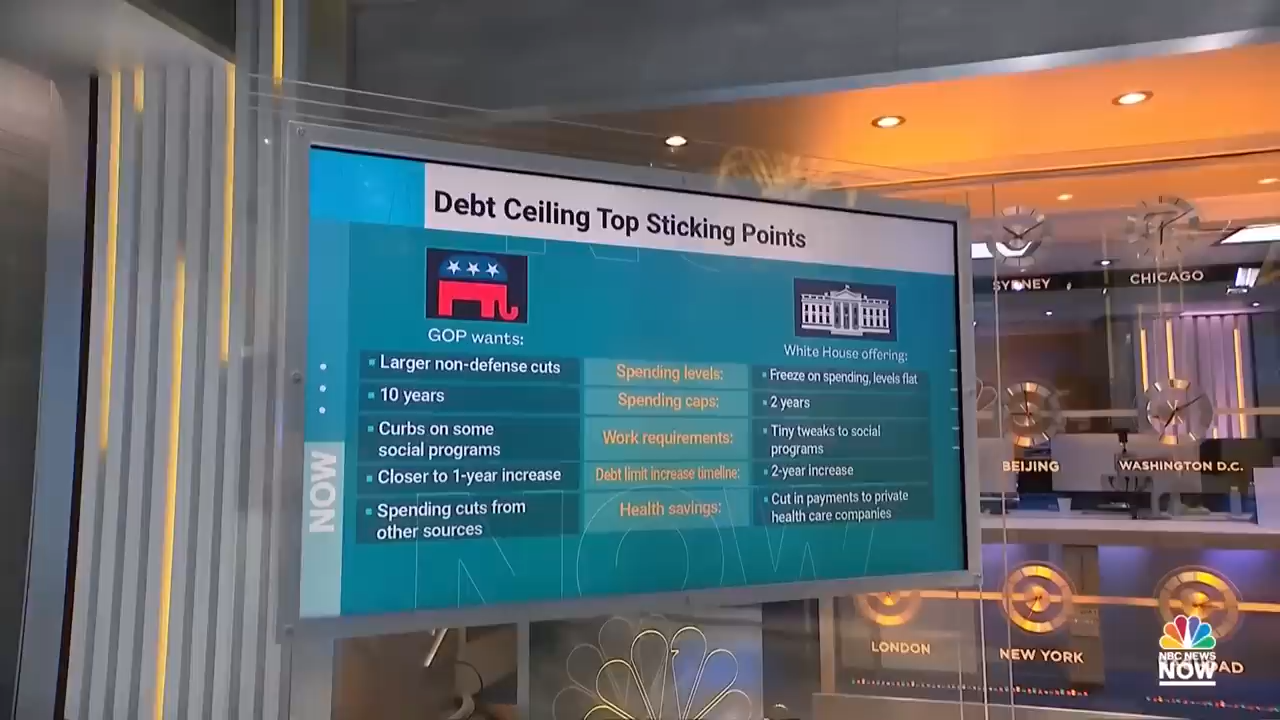 Debt Ceiling Top Sticking Points
GOP wants:
White House offering:
Larger non-defense cuts
Spending levels:
Freeze on spending, levels flat
10 years
Spending caps:
2 years
Curbs on some
social programs
Work requirements:
Tiny tweaks to social
programs
Closer to 1-year increase
Debt limit increase timeline:
2-year increase
Spending cuts from
other sources
Health savings:
Cut in payments to private
health care companies
NOW
NOW
SYDNEY
CHICAGO
BEIJING
WASHINGTON D.C.
LONDON
NEW YORK
NBC NEWS
NOW